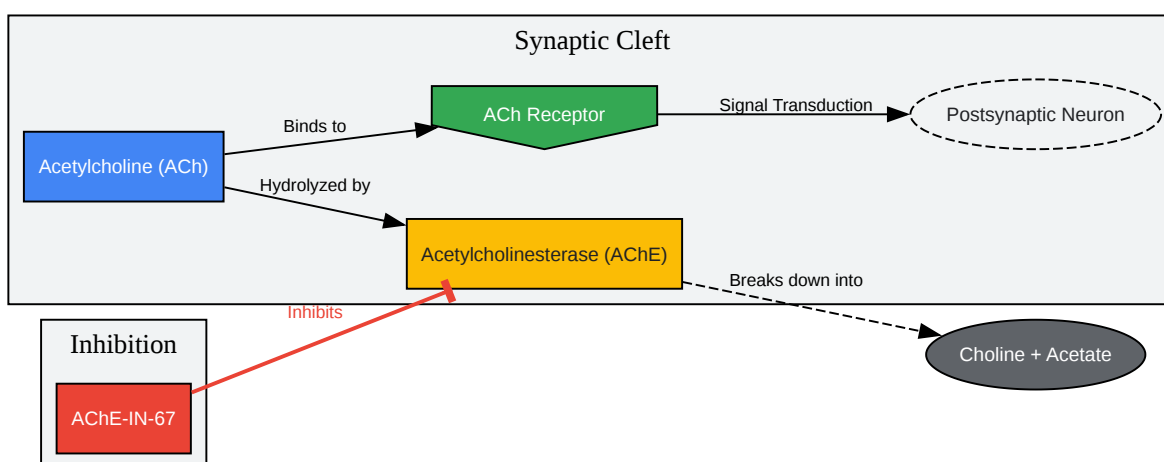 Synaptic Cleft
ACh Receptor
Signal Transduction
Postsynaptic Neuron
Binds to
Acetylcholine (ACh)
Hydrolyzed by
Acetylcholinesterase (AChE)
Breaks down into
Inhibits
Inhibition
Choline + Acetate
AChE-IN-67